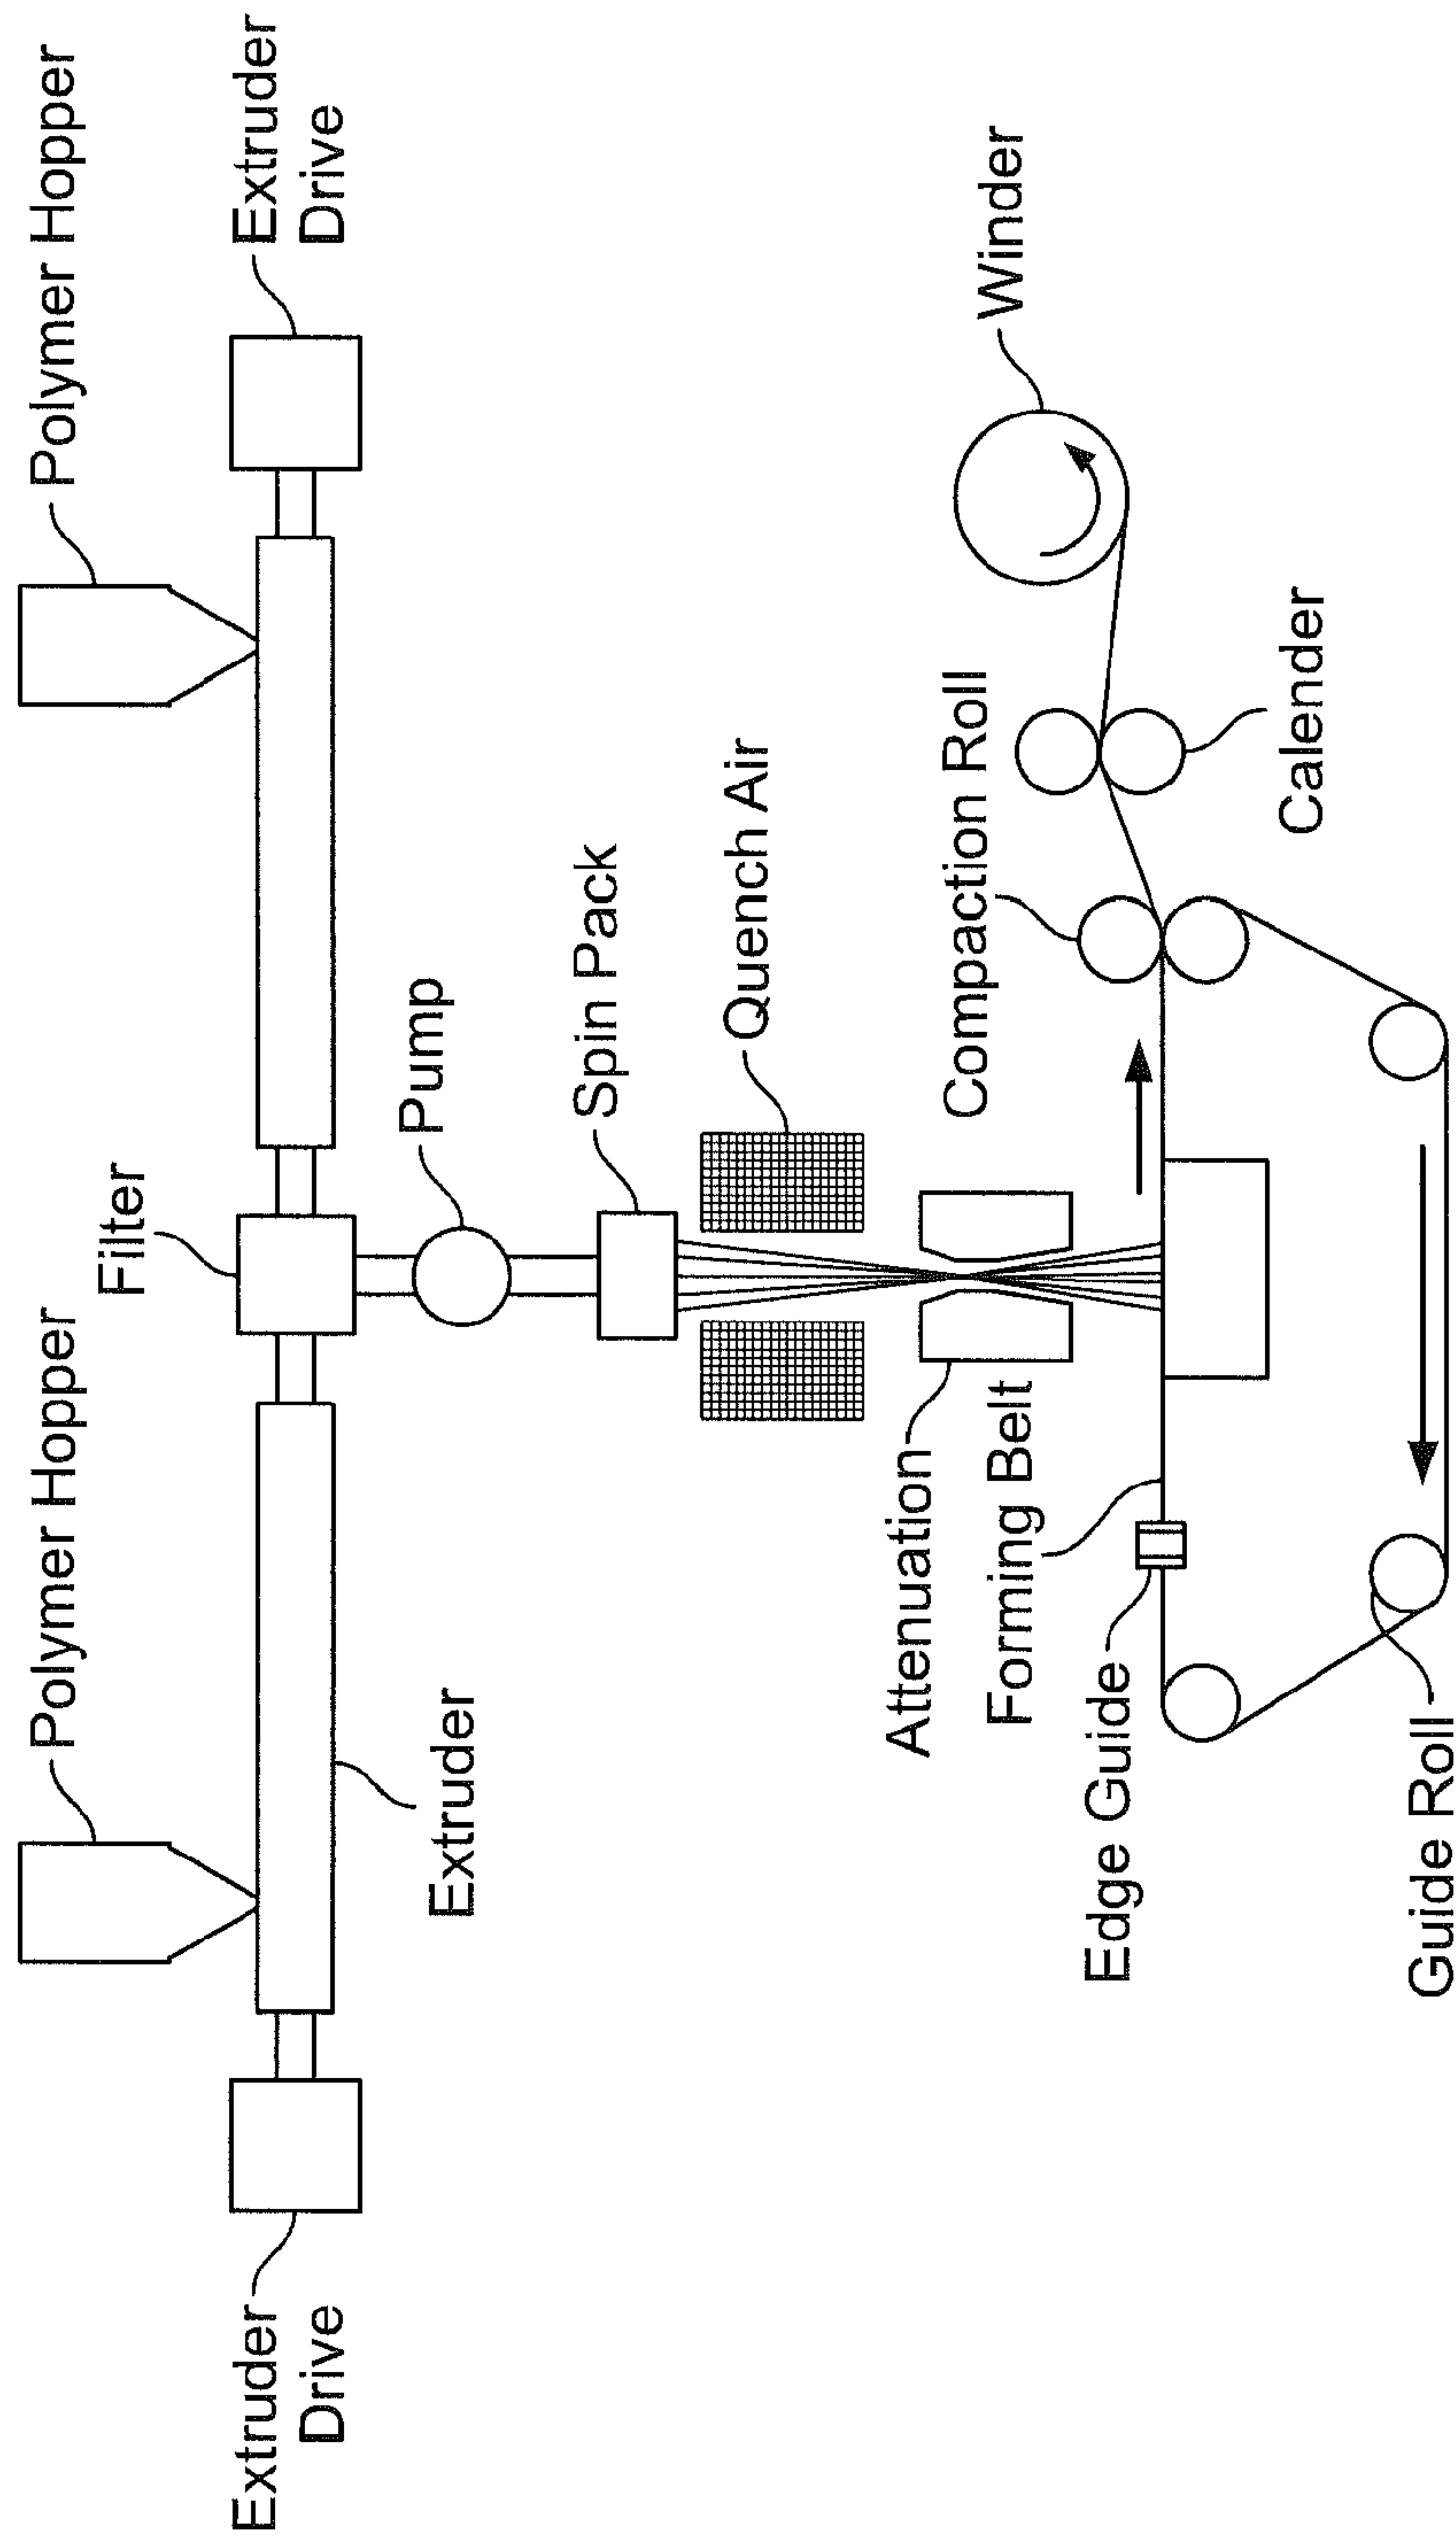 Polymer Hopper
Polymer Hopper
Filter
Extruder
Drive
Extruder
Drive
Extruder
Pump
Spin Pack
Quench Air
Attenuation
Forming Belt
Compaction Roll
Winder
Edge Guide
Calender
Guide Roll